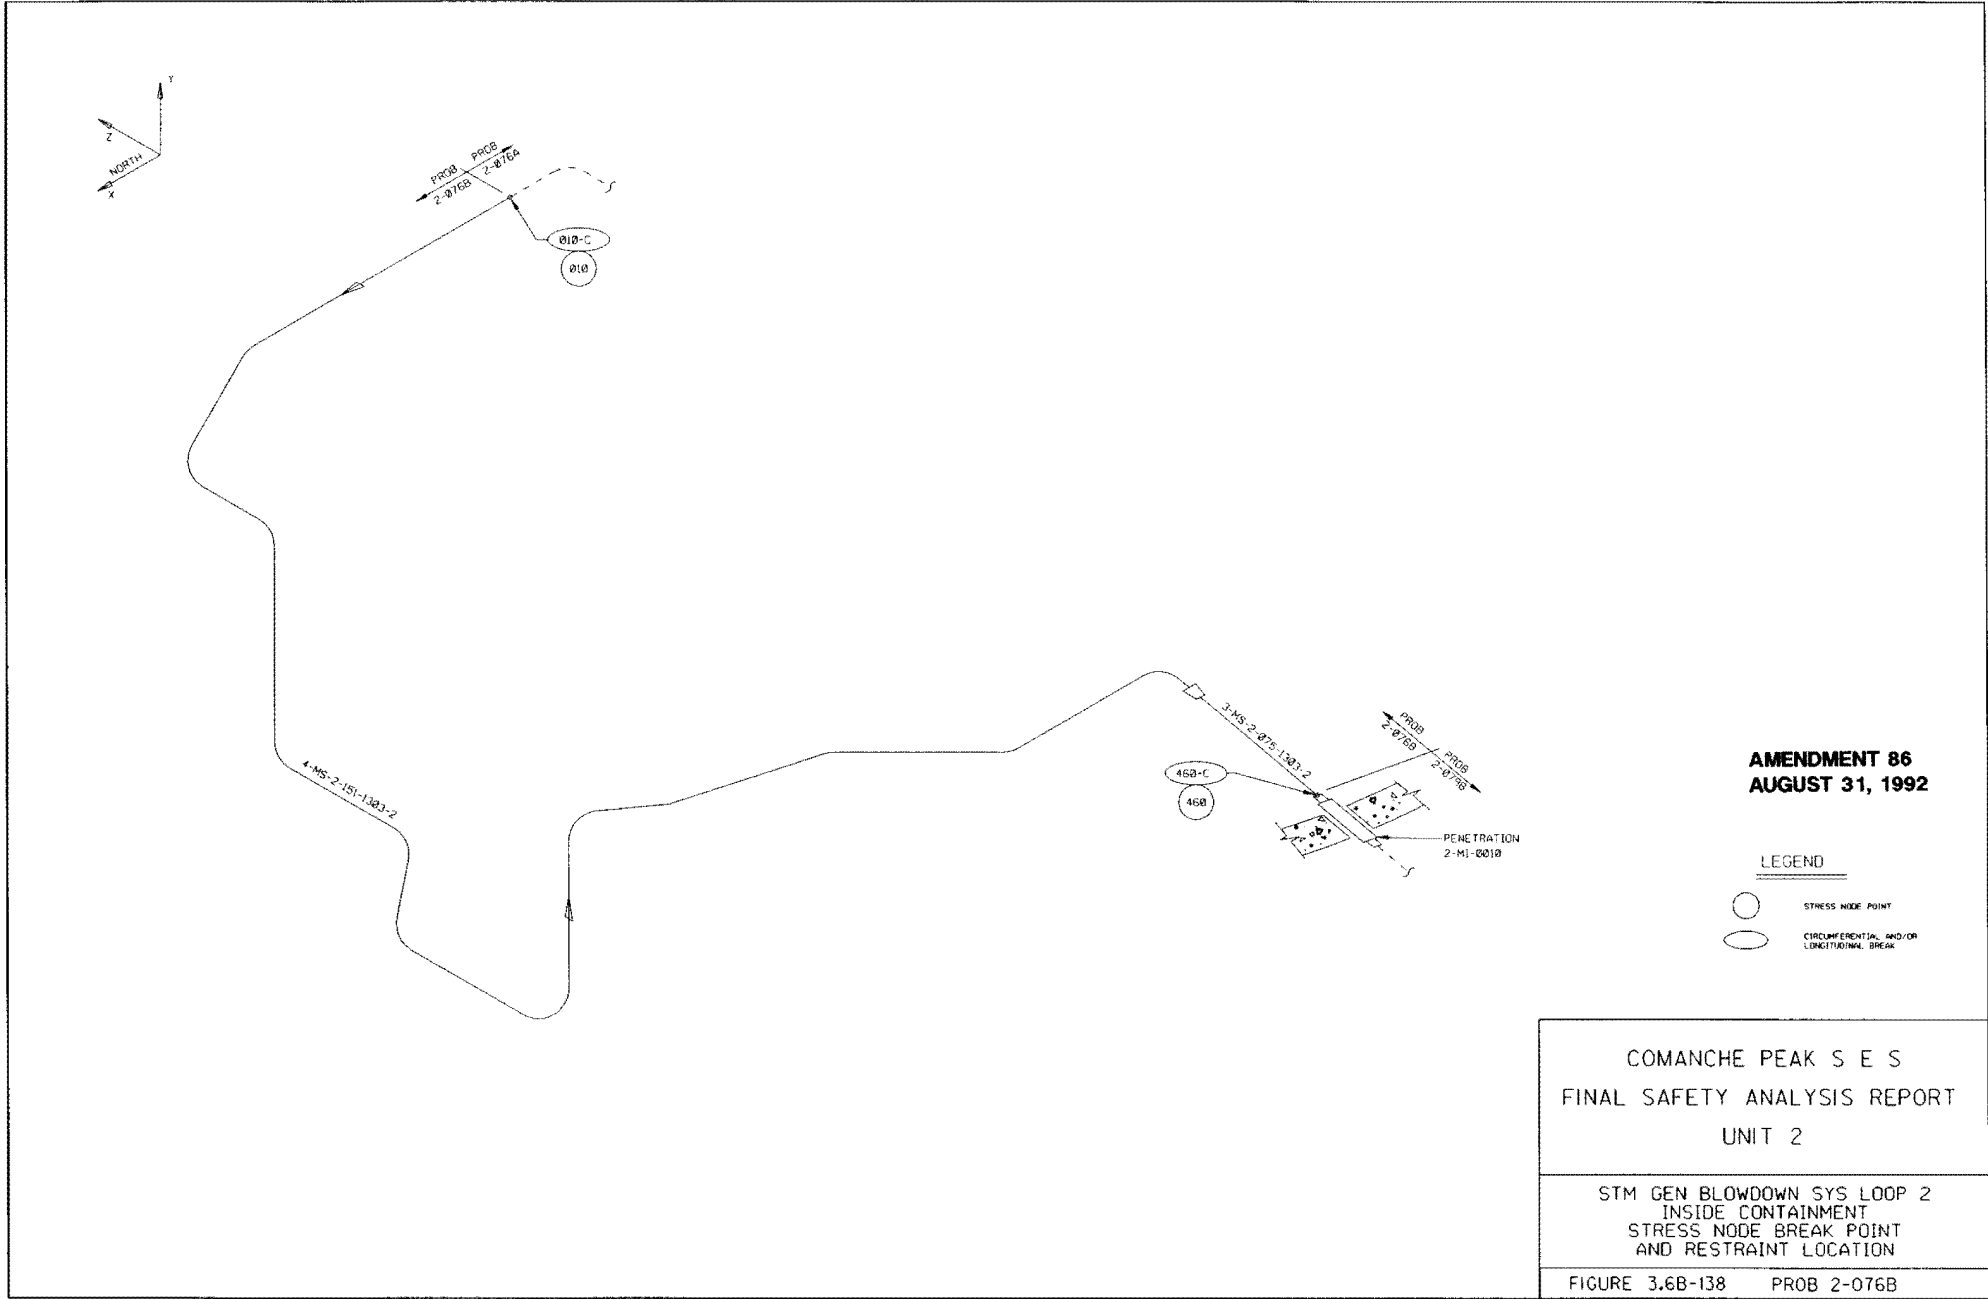 Y
Z
NORTH
X
PROB
2-076B
PROB
2-076A
010-C
010
4-MS-2-151-1303-2
3-MS-2-075-1303-2
460-C
460
PROB
2-076B
PROB
2-079B
PENETRATION
2-MI-0010
AMENDMENT 86
AUGUST 31, 1992
LEGEND
STRESS NODE POINT
CIRCUMFERENTIAL AND/OR
LONGITUDINAL BREAK
COMANCHE PEAK S E S
FINAL SAFETY ANALYSIS REPORT
UNIT 2
STM GEN BLOWDOWN SYS LOOP 2
INSIDE CONTAINMENT
STRESS NODE BREAK POINT
AND RESTRAINT LOCATION
FIGURE 3.6B-138 PROB 2-076B